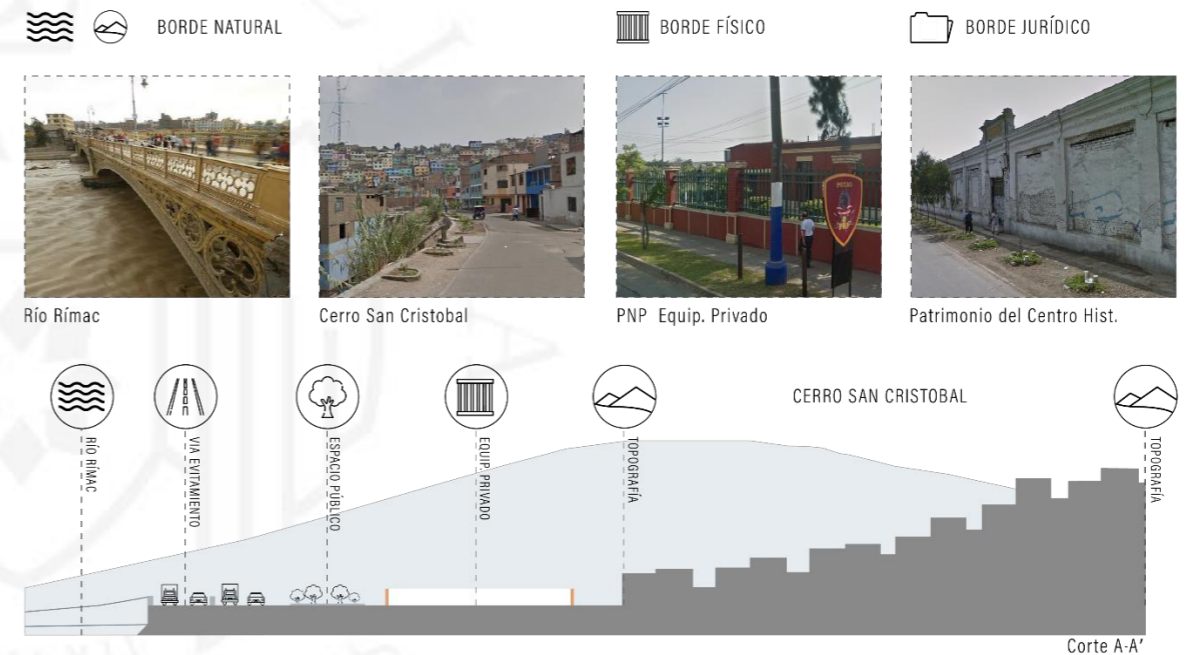 BORDE NATURAL
BORDE FÍSICO
BORDE JURÍDICO
Río Rímac
Cerro San Cristobal
PNP Equip. Privado
Patrimonio del Centro Hist.
CERRO SAN CRISTOBAL
RÍO RÍMAC
VIA EVITAMIENTO
ESPACIO PÚBLICO
EQUIP. PRIVADO
TOPOGRAFÍA
TOPOGRAFÍA
Corte A-A'